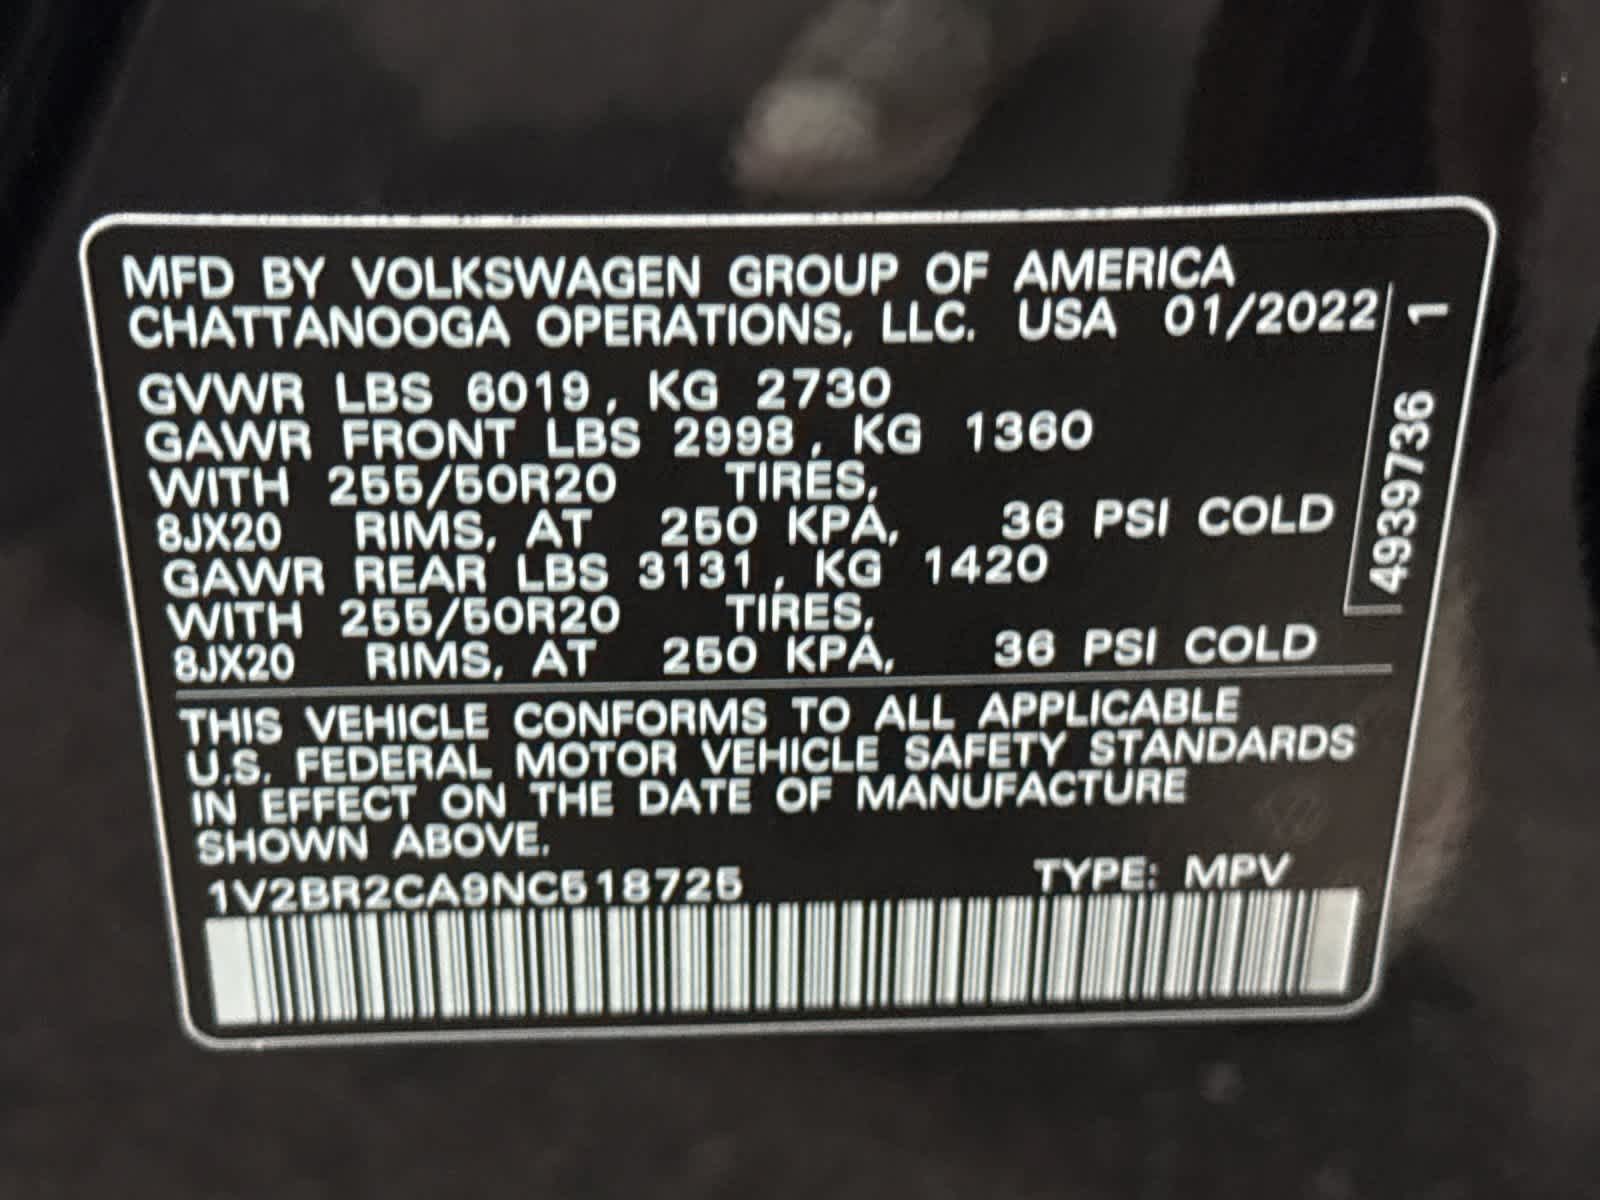 MFD BY VOLKSWAGEN GROUP OF AMERICA
CHATTANOOGA OPERATIONS, LLC. USA 01/2022
GVWR LBS 6019, KG 2730
GAWR FRONT LBS 2998, KG 1360
WITH 255/50R20 TIRES,
8JX20 RIMS, AT 250 KPA, 36 PSI COLD
GAWR REAR LBS 3131, KG 1420
WITH 255/50R20 TIRES,
8JX20 RIMS, AT 250 KPA, 36 PSI COLD
4939736 1
THIS VEHICLE CONFORMS TO ALL APPLICABLE
U.S. FEDERAL MOTOR VEHICLE SAFETY STANDARDS
IN EFFECT ON THE DATE OF MANUFACTURE
SHOWN ABOVE.
1V2BR2CA9NC518725 TYPE: MPV